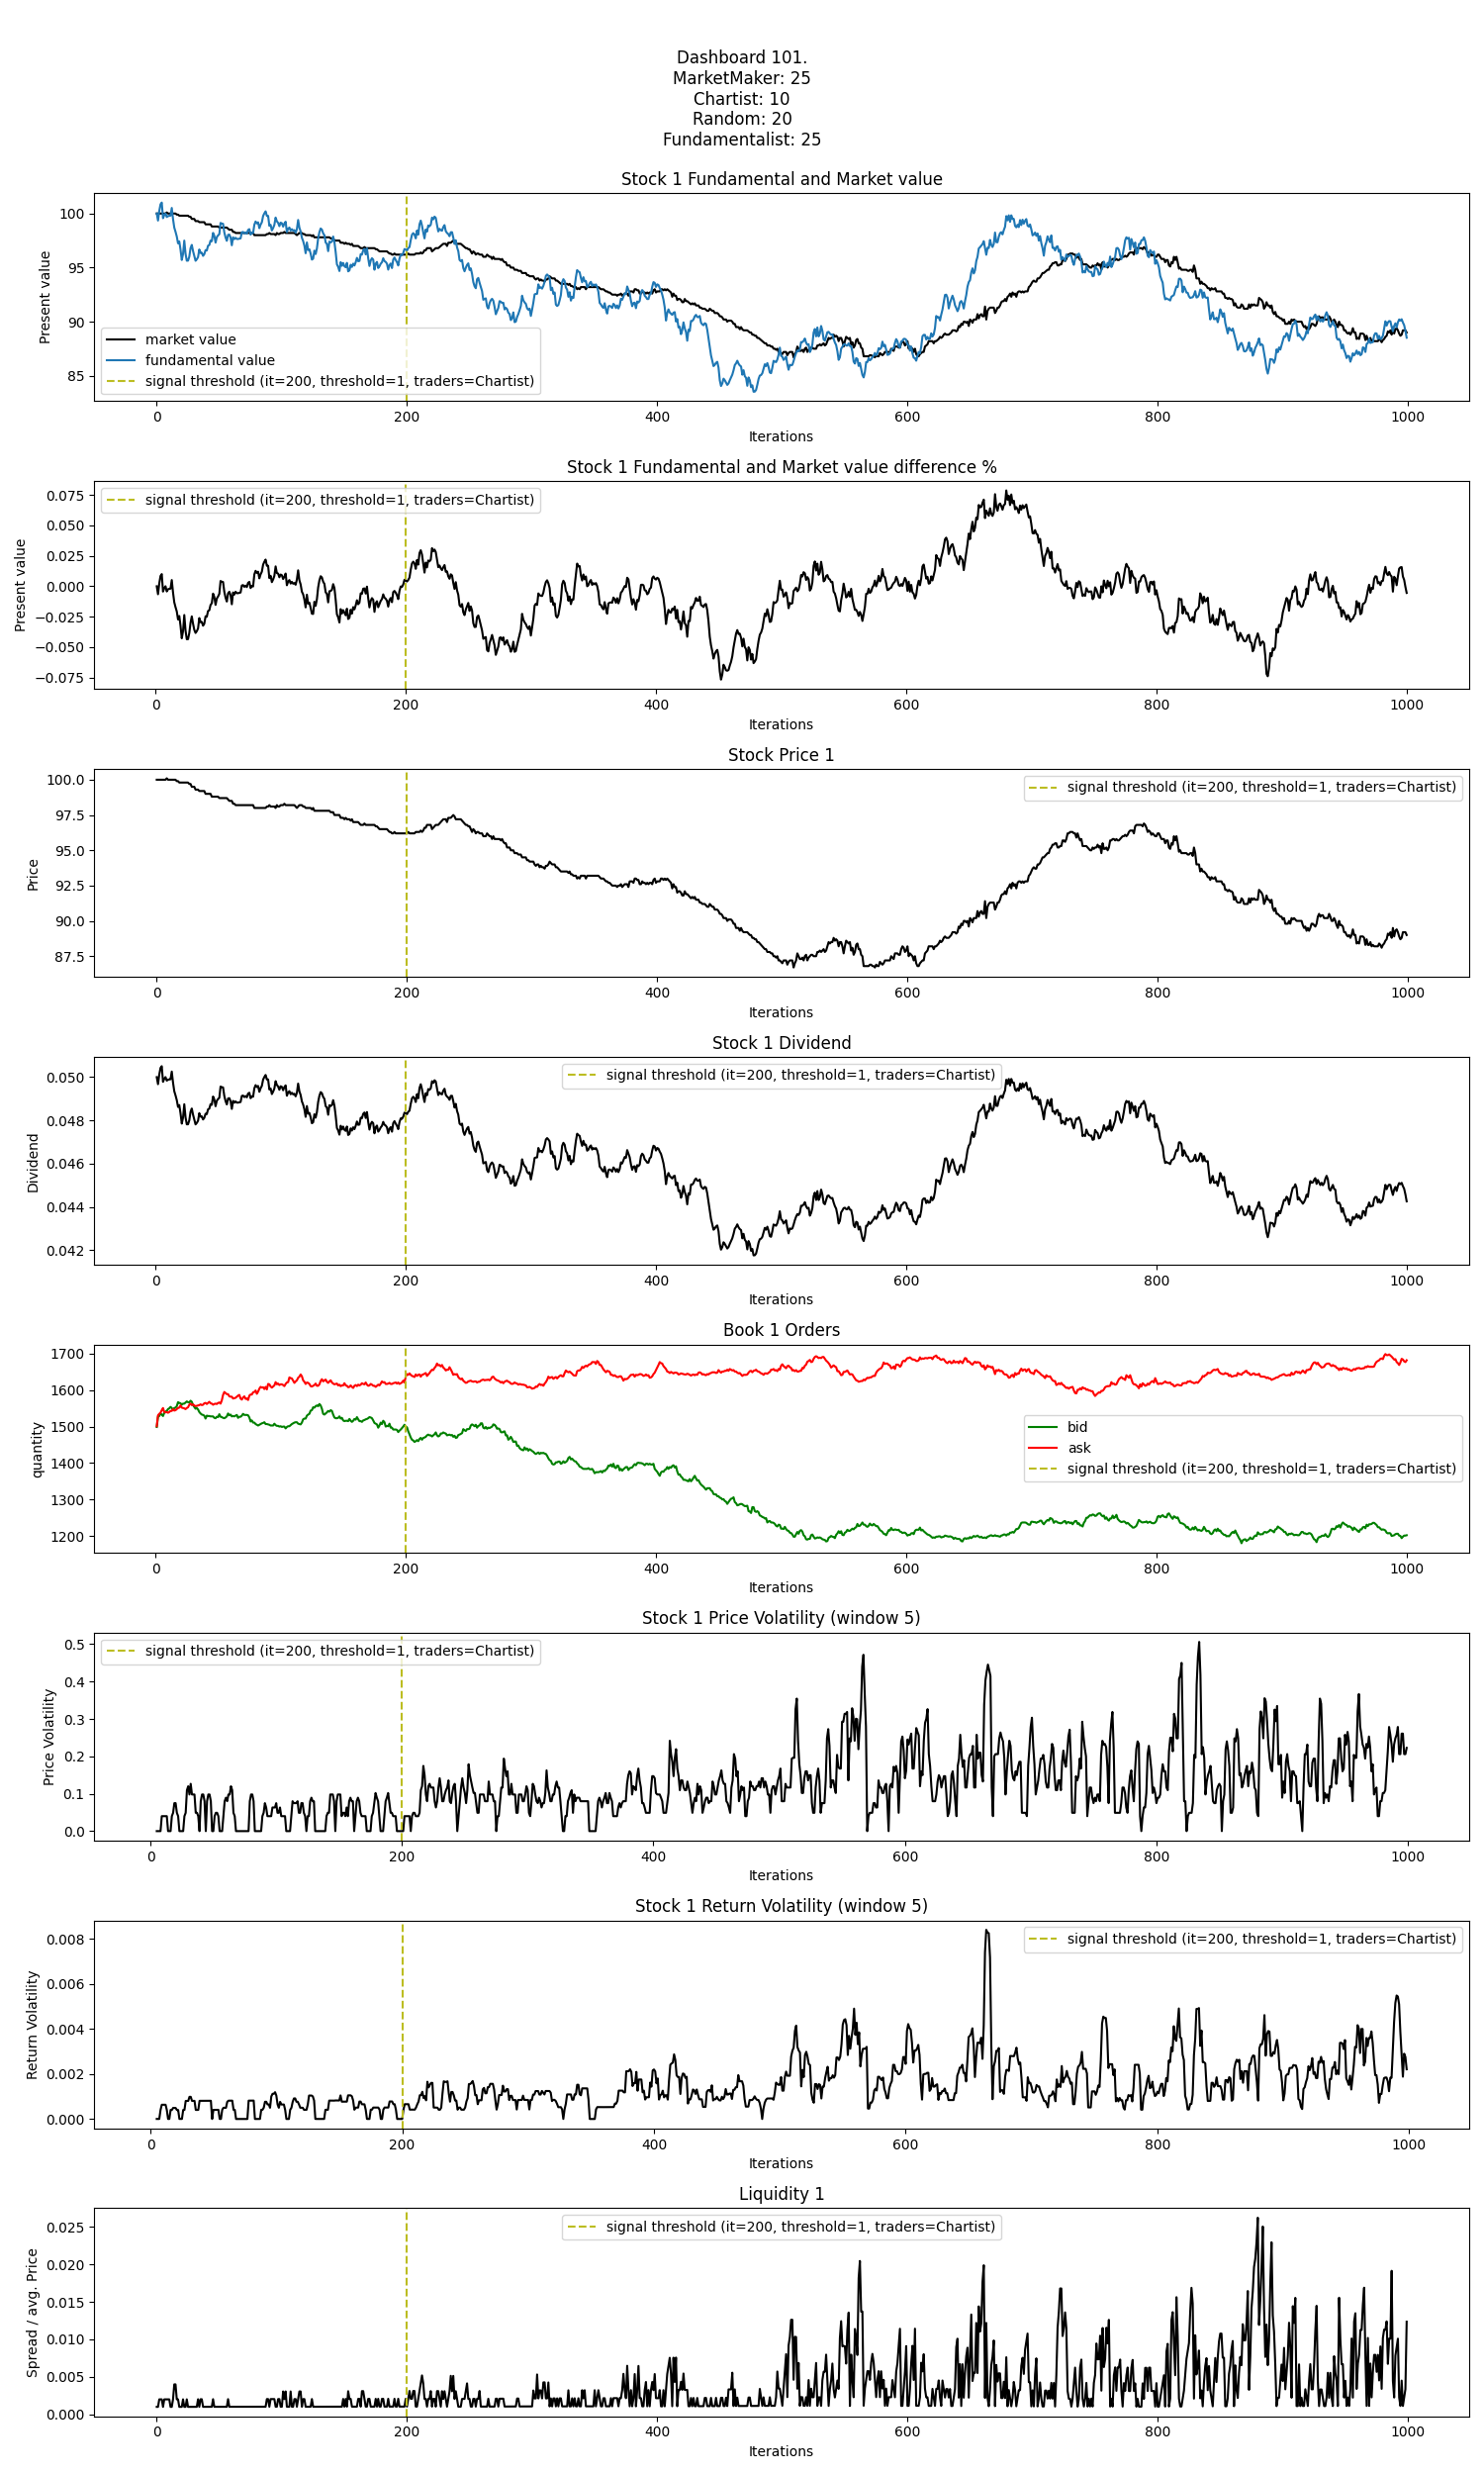 Dashboard 101.
MarketMaker: 25
Chartist: 10
Random: 20
Fundamentalist: 25
Stock 1 Fundamental and Market value
Present value
100
95
90
85
market value
fundamental value
signal threshold (it=200, threshold=1, traders=Chartist)
0 200 400 600 800 1000
Iterations
Stock 1 Fundamental and Market value difference %
Present value
0.075
0.050
0.025
0.000
−0.025
−0.050
−0.075
signal threshold (it=200, threshold=1, traders=Chartist)
0 200 400 600 800 1000
Iterations
Stock Price 1
Price
100.0
97.5
95.0
92.5
90.0
87.5
signal threshold (it=200, threshold=1, traders=Chartist)
0 200 400 600 800 1000
Iterations
Stock 1 Dividend
Dividend
0.050
0.048
0.046
0.044
0.042
signal threshold (it=200, threshold=1, traders=Chartist)
0 200 400 600 800 1000
Iterations
Book 1 Orders
quantity
1700
1600
1500
1400
1300
1200
bid
ask
signal threshold (it=200, threshold=1, traders=Chartist)
0 200 400 600 800 1000
Iterations
Stock 1 Price Volatility (window 5)
Price Volatility
0.5
0.4
0.3
0.2
0.1
0.0
signal threshold (it=200, threshold=1, traders=Chartist)
0 200 400 600 800 1000
Iterations
Stock 1 Return Volatility (window 5)
Return Volatility
0.008
0.006
0.004
0.002
0.000
signal threshold (it=200, threshold=1, traders=Chartist)
0 200 400 600 800 1000
Iterations
Liquidity 1
Spread / avg. Price
0.025
0.020
0.015
0.010
0.005
0.000
signal threshold (it=200, threshold=1, traders=Chartist)
0 200 400 600 800 1000
Iterations